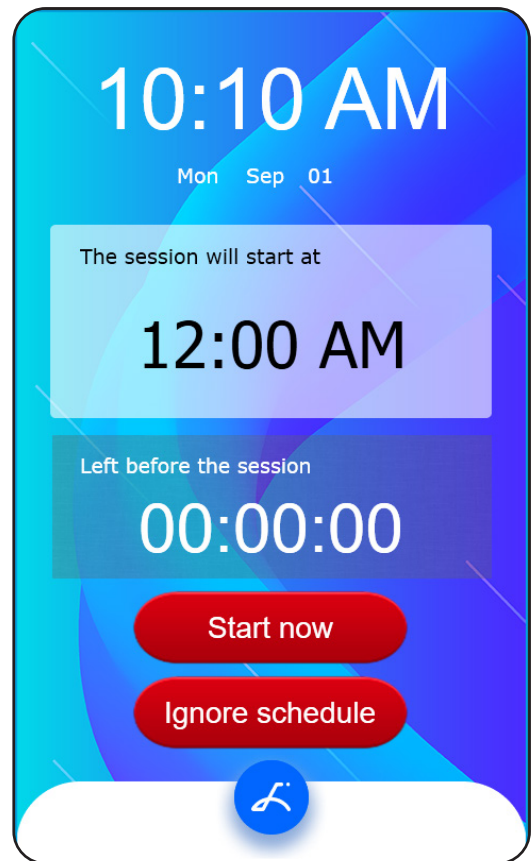 10:10 AM
Mon Sep 01
The session will start at
12:00 AM
Left before the session
00:00:00
Start now
Ignore schedule